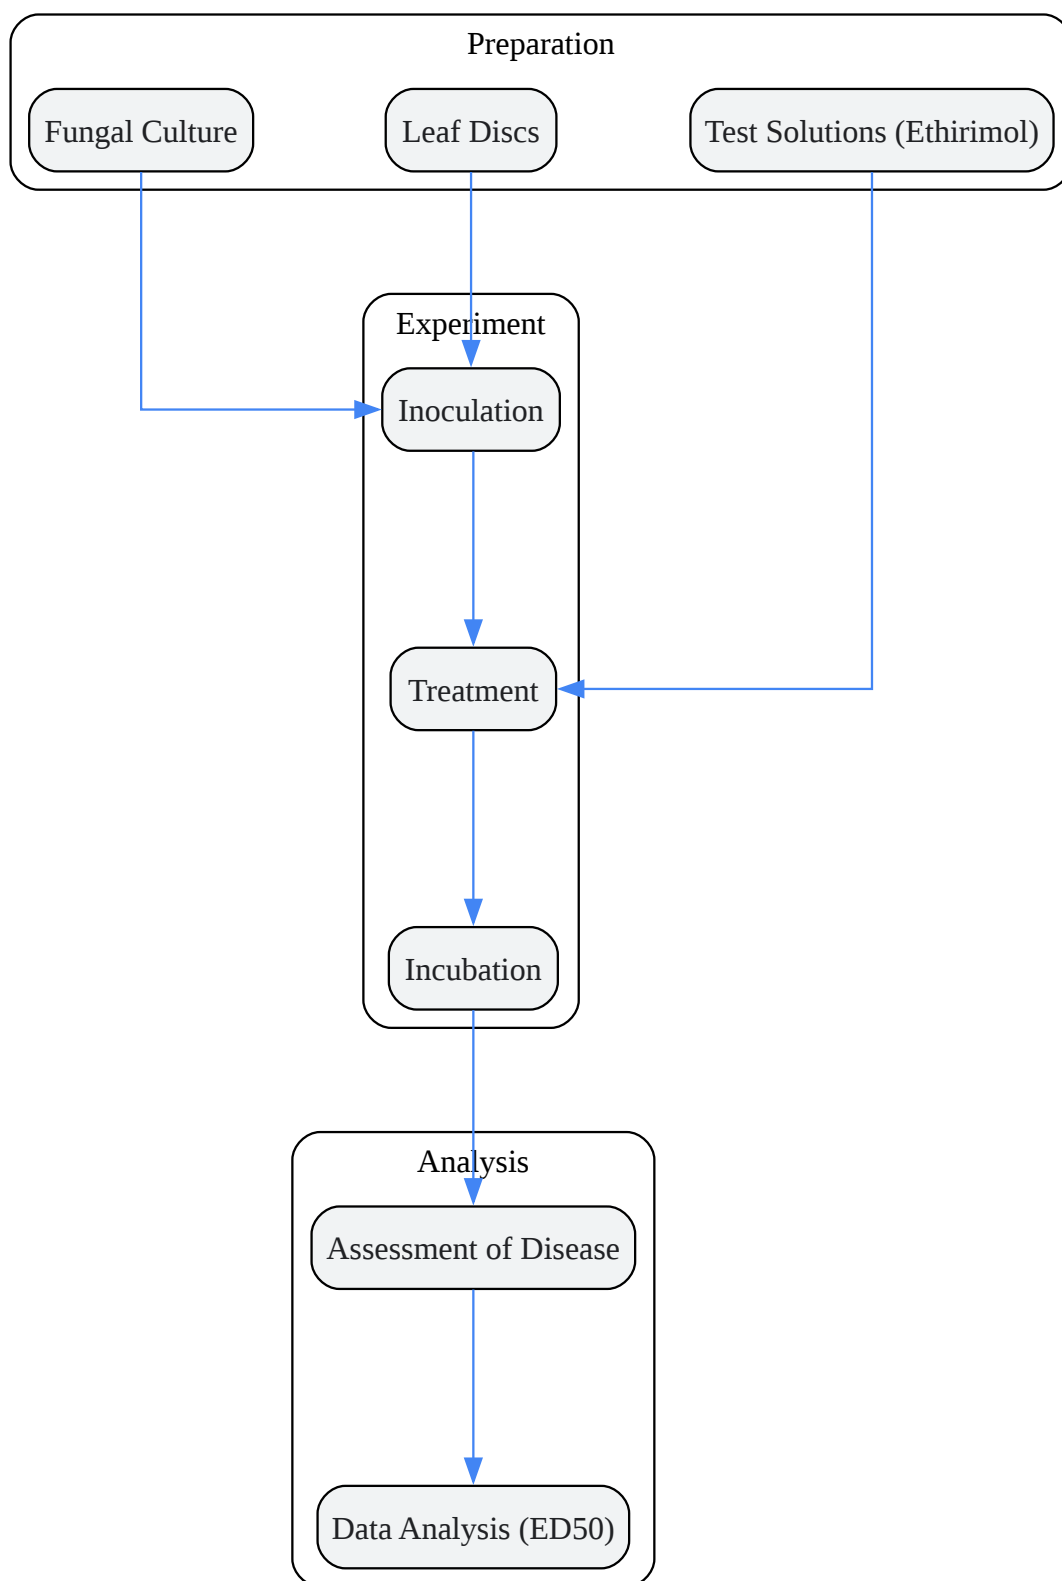 Preparation
Fungal Culture
Leaf Discs
Test Solutions (Ethirimol)
Experiment
Inoculation
Treatment
Incubation
Analysis
Assessment of Disease
Data Analysis (ED50)